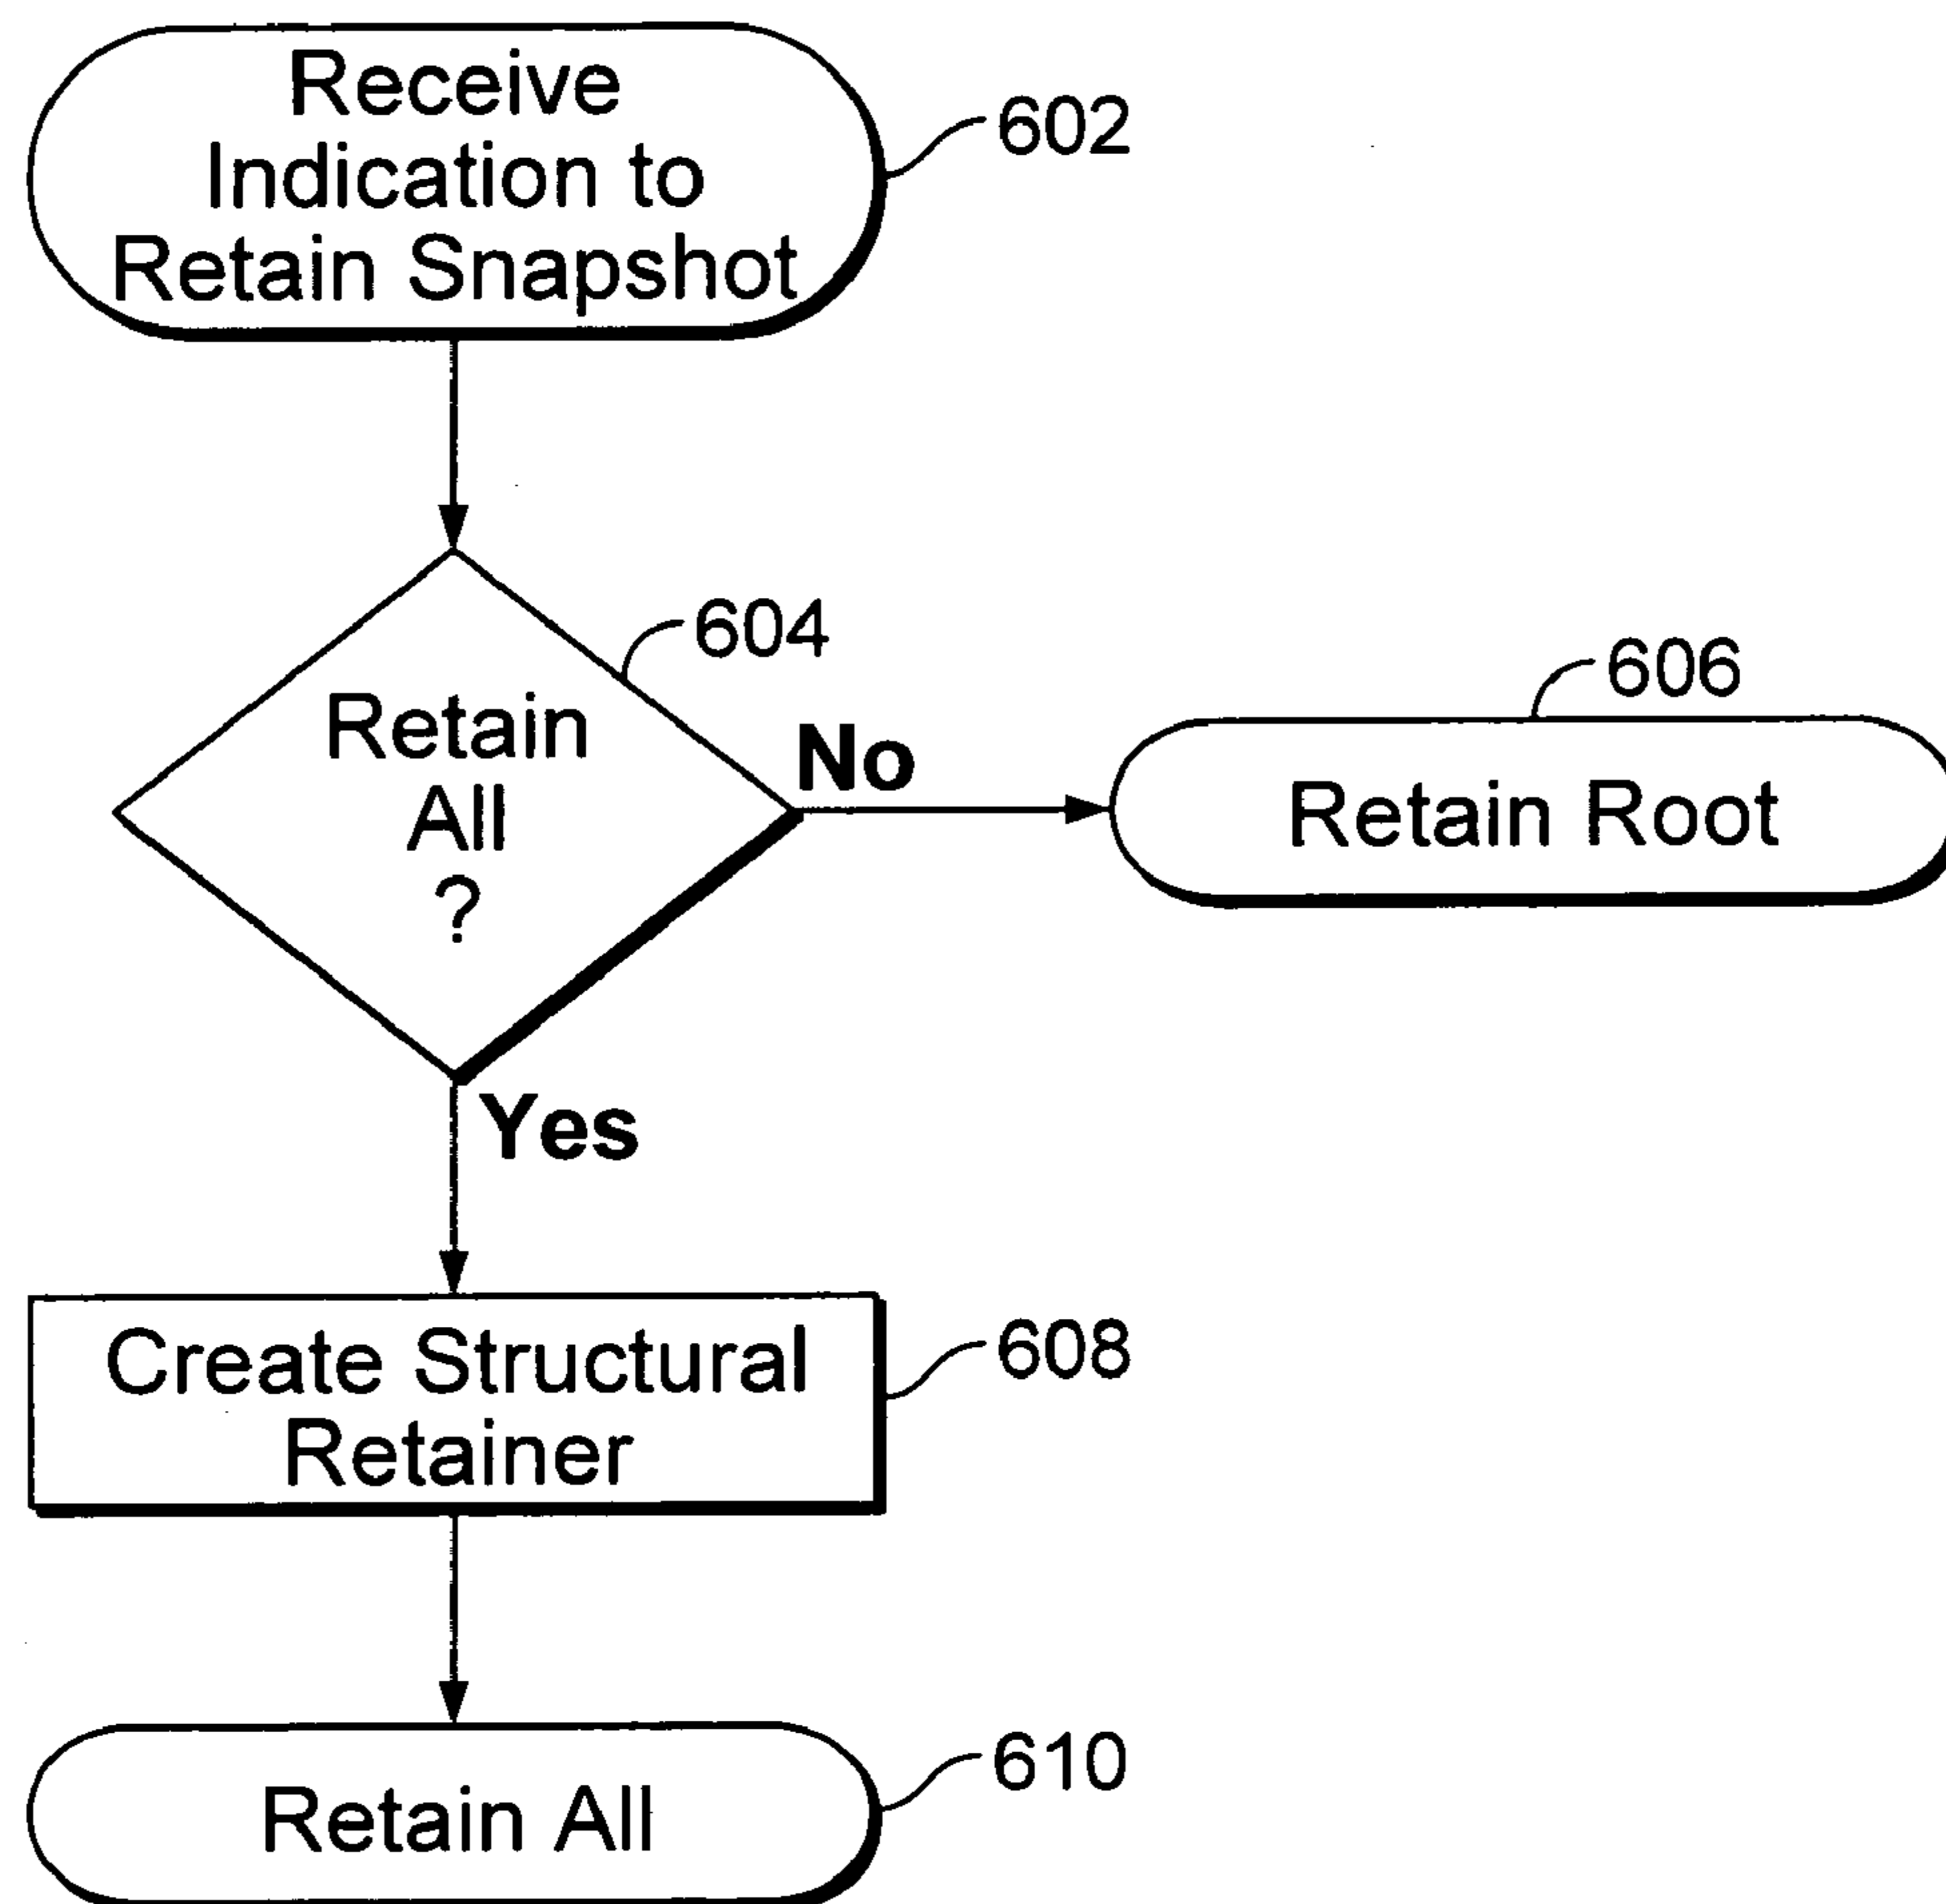 Receive
Indication to
Retain Snapshot
602
604
Retain
All
?
No
606
Retain Root
Yes
Create Structural
Retainer
608
Retain All
610